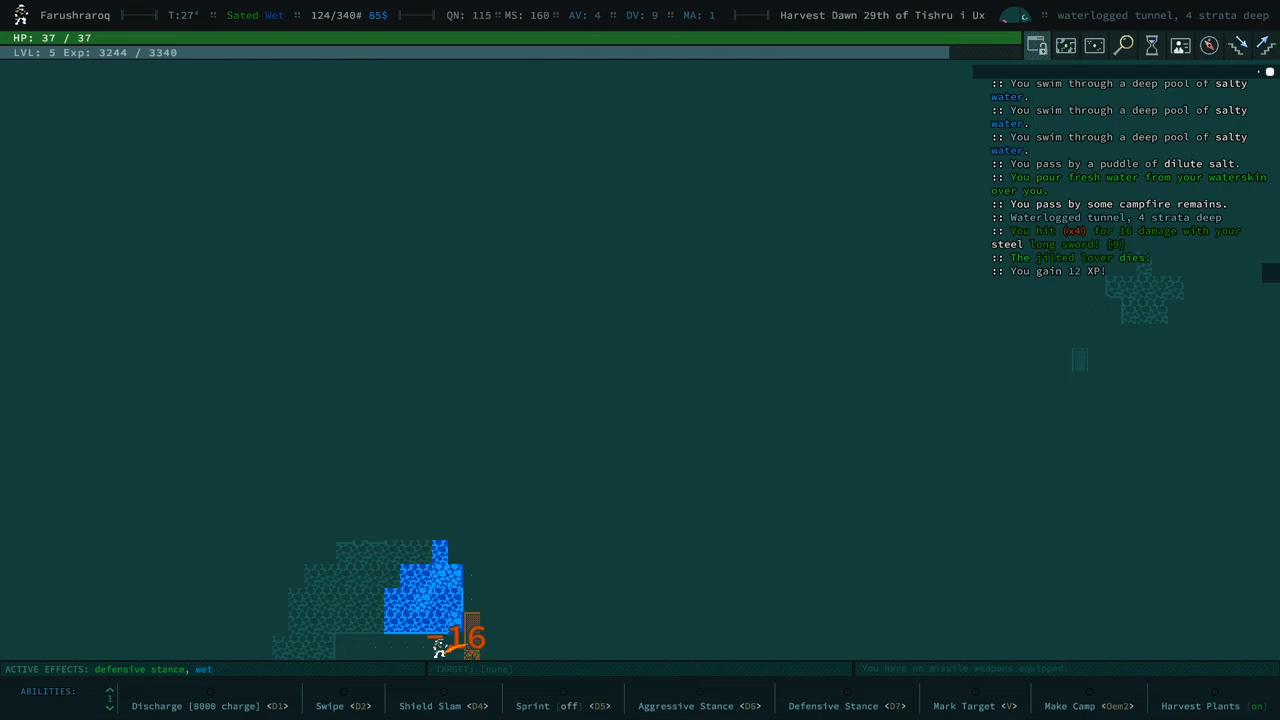 Farushraroq T:27° :: Sated Wet :: 124/340# 85$ QN: 115 :: MS: 160 :: AV: 4 :: DV: 9 :: MA: 1 Harvest Dawn 29th of Tishru i Ux :: waterlogged tunnel, 4 strata deep
HP: 37 / 37
LVL: 5 Exp: 3244 / 3340
:: You swim through a deep pool of salty
water.
:: You swim through a deep pool of salty
water.
:: You swim through a deep pool of salty
water.
:: You pass by a puddle of dilute salt.
:: You pour fresh water from your waterskin
over you.
:: You pass by some campfire remains.
:: Waterlogged tunnel, 4 strata deep
:: You hit (x4) for 16 damage with your
steel long sword! [9]
:: The jilted lover dies!
:: You gain 12 XP!
-16
ACTIVE EFFECTS: defensive stance, wet TARGET: [none] You have no missile weapons equipped.
ABILITIES: 1 Discharge [8000 charge] <D1> Swipe <D2> Shield Slam <D4> Sprint [off] <D5> Aggressive Stance <D6> Defensive Stance <D7> Mark Target <V> Make Camp <Oem2> Harvest Plants [on]